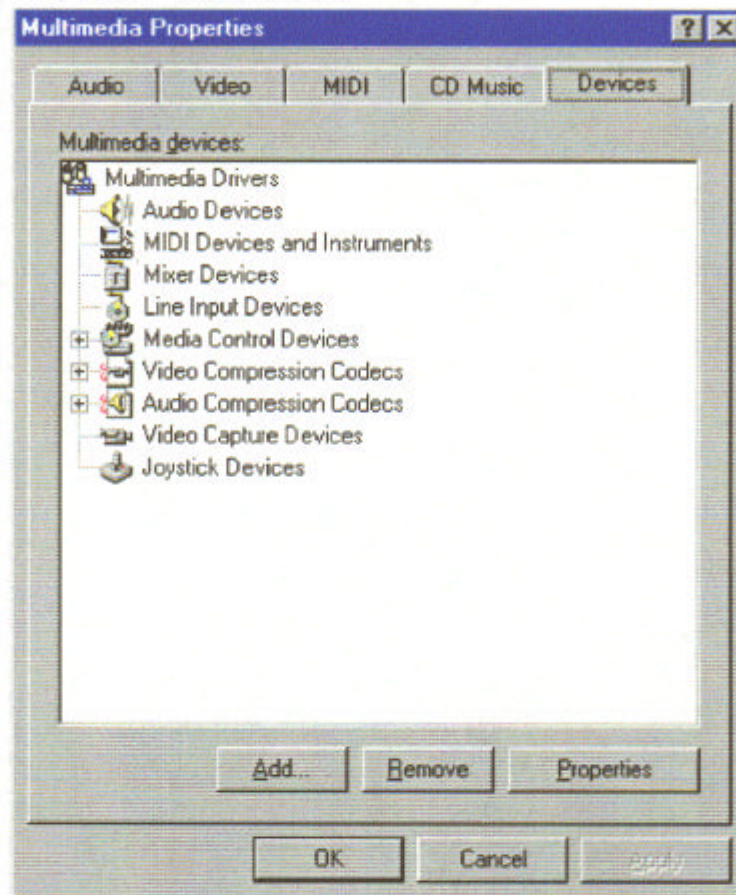 Multimedia Properties
Audio Video MIDI CD Music Devices
Multimedia devices:
Multimedia Drivers
Audio Devices
MIDI Devices and Instruments
Mixer Devices
Line Input Devices
Media Control Devices
Video Compression Codecs
Audio Compression Codecs
Video Capture Devices
Joystick Devices
Add... Remove Properties
OK Cancel Apply